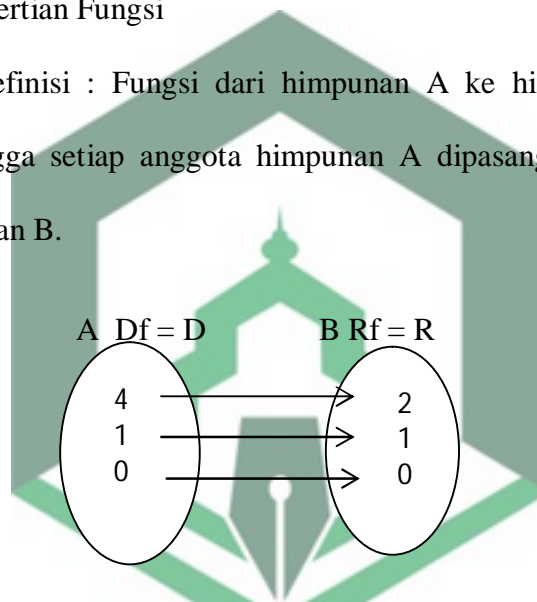 ertian Fungsi
efinisi : Fungsi dari himpunan A ke hi
gga setiap anggota himpunan A dipasang
an B.
A Df = D B Rf = R
4 2
1 1
0 0